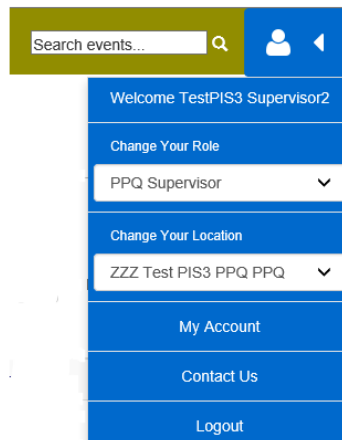 Search events...
Welcome TestPIS3 Supervisor2
Change Your Role
PPQ Supervisor
Change Your Location
ZZZ Test PIS3 PPQ PPQ
My Account
Contact Us
Logout